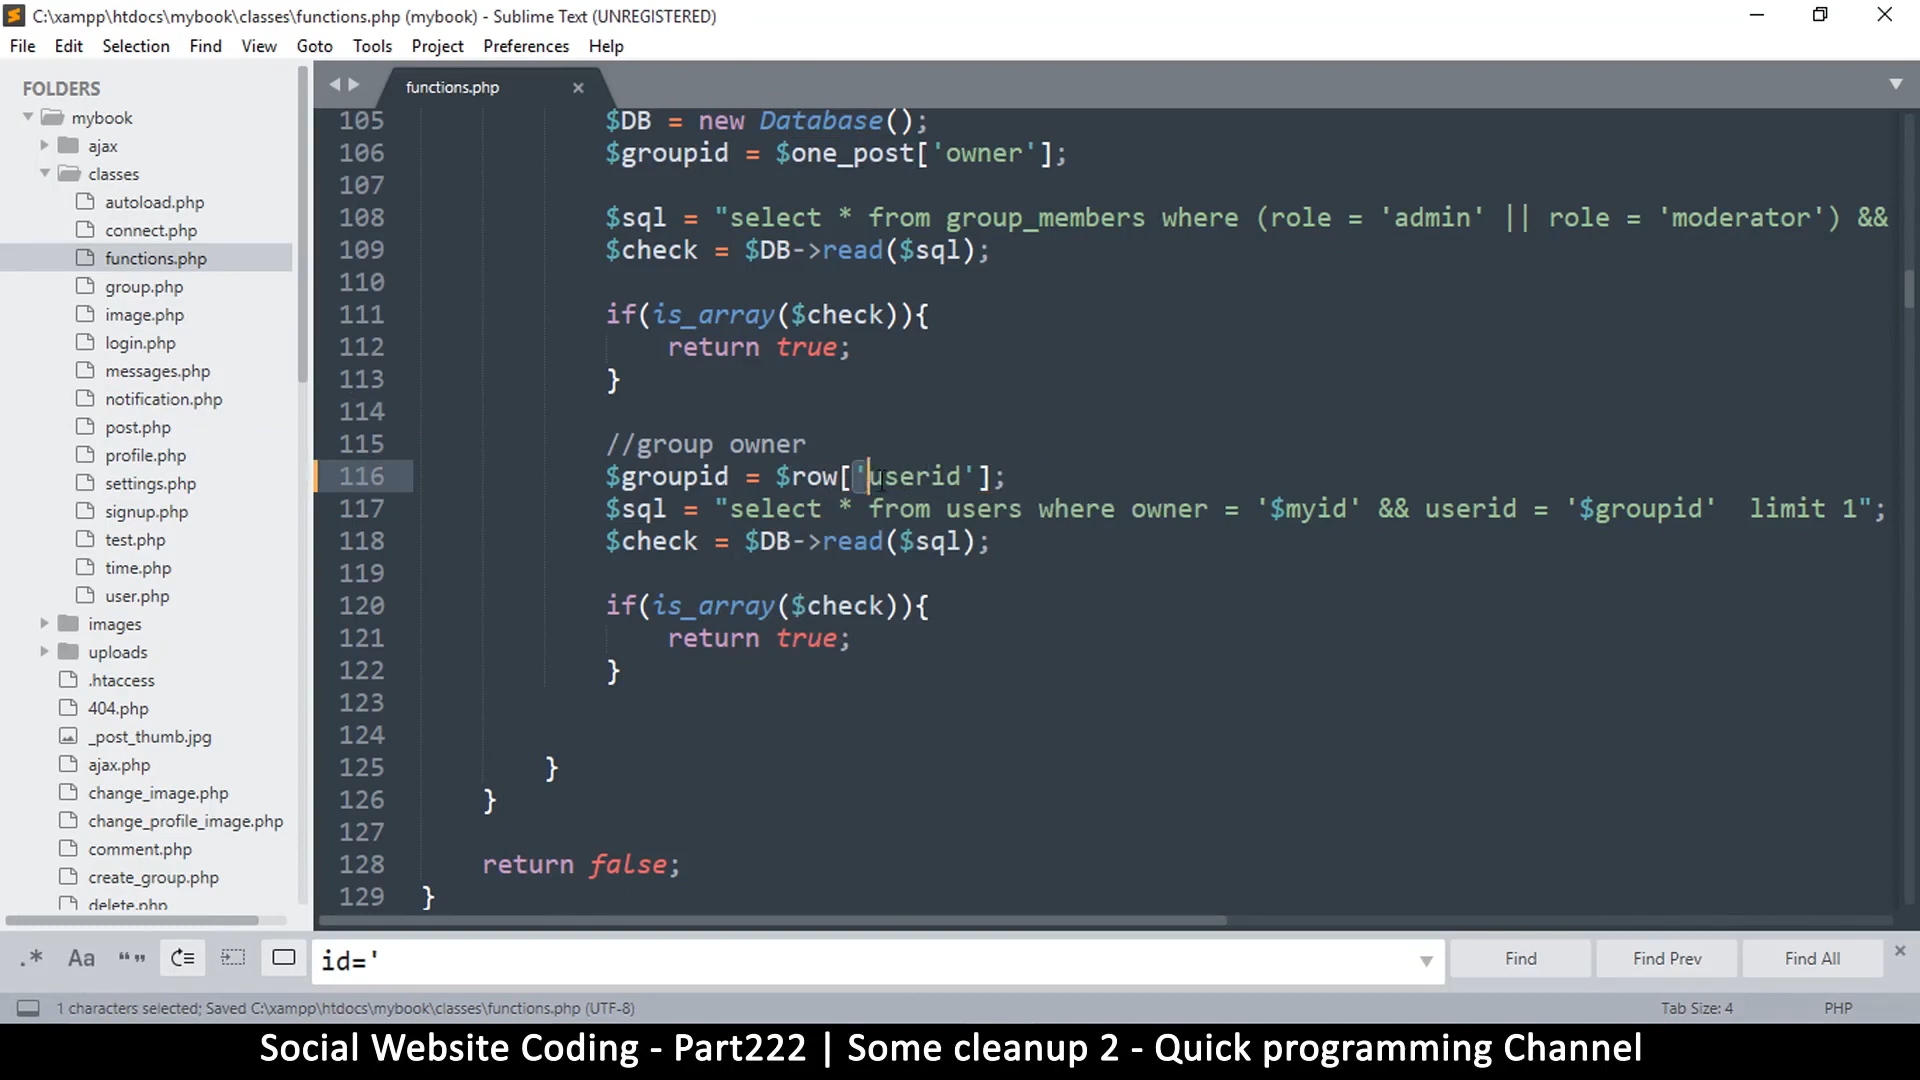 C:\xampp\htdocs\mybook\classes\functions.php (mybook) - Sublime Text (UNREGISTERED)
File Edit Selection Find View Goto Tools Project Preferences Help
FOLDERS
mybook
ajax
classes
autoload.php
connect.php
functions.php
group.php
image.php
login.php
messages.php
notification.php
post.php
profile.php
settings.php
signup.php
test.php
time.php
user.php
images
uploads
.htaccess
404.php
_post_thumb.jpg
ajax.php
change_image.php
change_profile_image.php
comment.php
create_group.php
delete.php
functions.php
105 $DB = new Database();
106 $groupid = $one_post['owner'];
107
108 $sql = "select * from group_members where (role = 'admin' || role = 'moderator') &&
109 $check = $DB->read($sql);
110
111 if(is_array($check)){
112 return true;
113 }
114
115 //group owner
116 $groupid = $row['userid'];
117 $sql = "select * from users where owner = '$myid' && userid = '$groupid'  limit 1";
118 $check = $DB->read($sql);
119
120 if(is_array($check)){
121 return true;
122 }
123
124
125 }
126 }
127
128 return false;
129 }
.* Aa “” id=' Find Find Prev Find All
1 characters selected; Saved C:\xampp\htdocs\mybook\classes\functions.php (UTF-8) Tab Size: 4 PHP
Social Website Coding - Part222 | Some cleanup 2 - Quick programming Channel